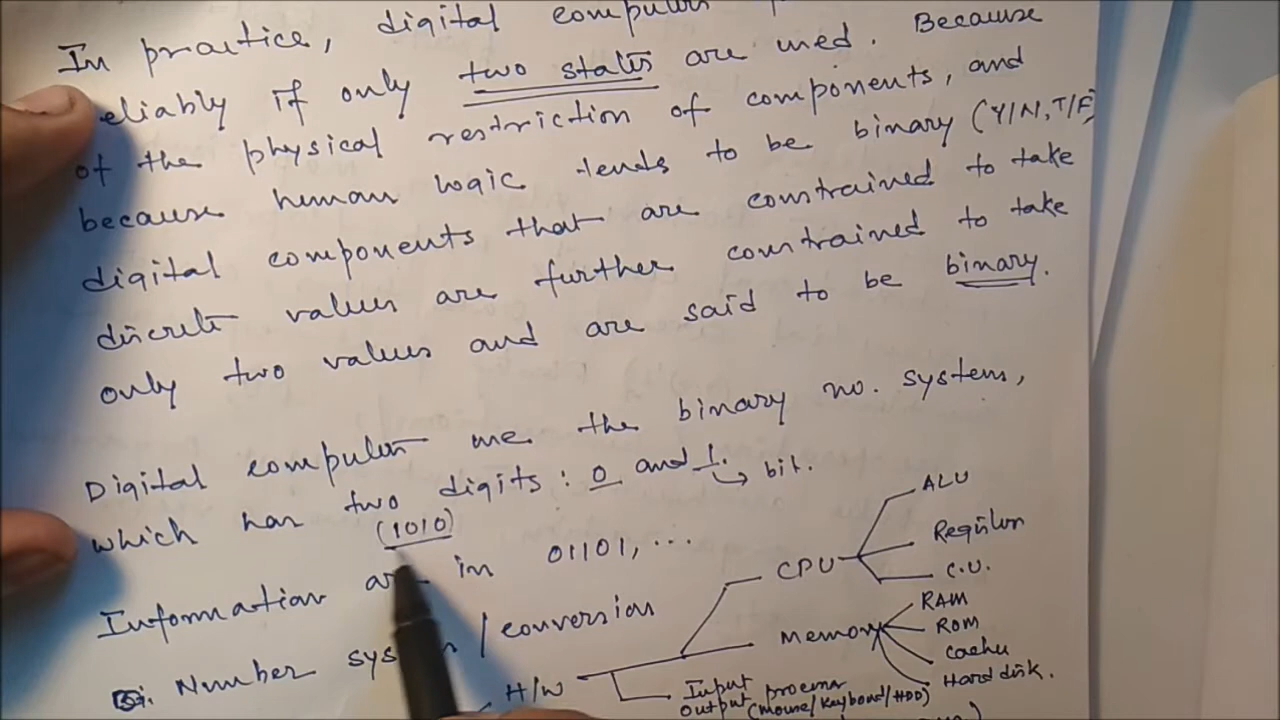 In practice, digital computer
reliably if only two states are used. Because
of the physical restriction of components, and
because human logic tends to be binary (Y/N, T/F)
digital components that are constrained to take
discrete values are further constrained to take
only two values and are said to be binary.
Digital computer use the binary no. system,
which has two digits: 0 and 1. → bit.
(1010)
Information are in 01101, ...
Number system / conversion
CPU
ALU
Register
C.U.
Memory
RAM
ROM
Cache
Hard disk.
H/W
Input
output process
(Mouse/Keyboard/HDD)